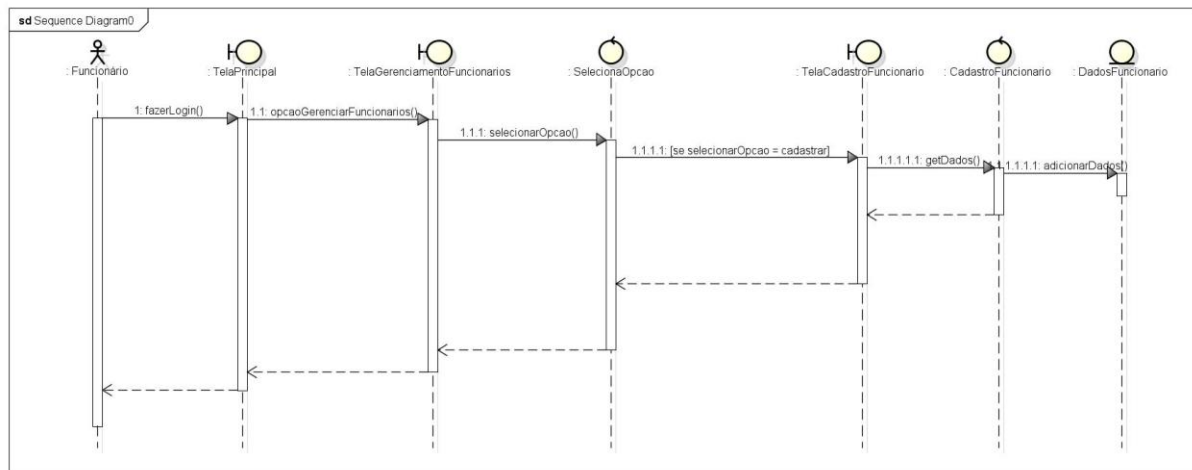 sd Sequence Diagram0
: Funcionário
: TelaPrincipal
: TelaGerenciamentoFuncionarios
: SelecionaOpcao
: TelaCadastroFuncionario
: CadastroFuncionario
: DadosFuncionario
1: fazerLogin()
1.1: opcaoGerenciarFuncionarios()
1.1.1: selecionarOpcao()
1.1.1.1: [se selecionarOpcao = cadastrar]
1.1.1.1.1: getDados()
1.1.1.1.1.1: adicionarDados()